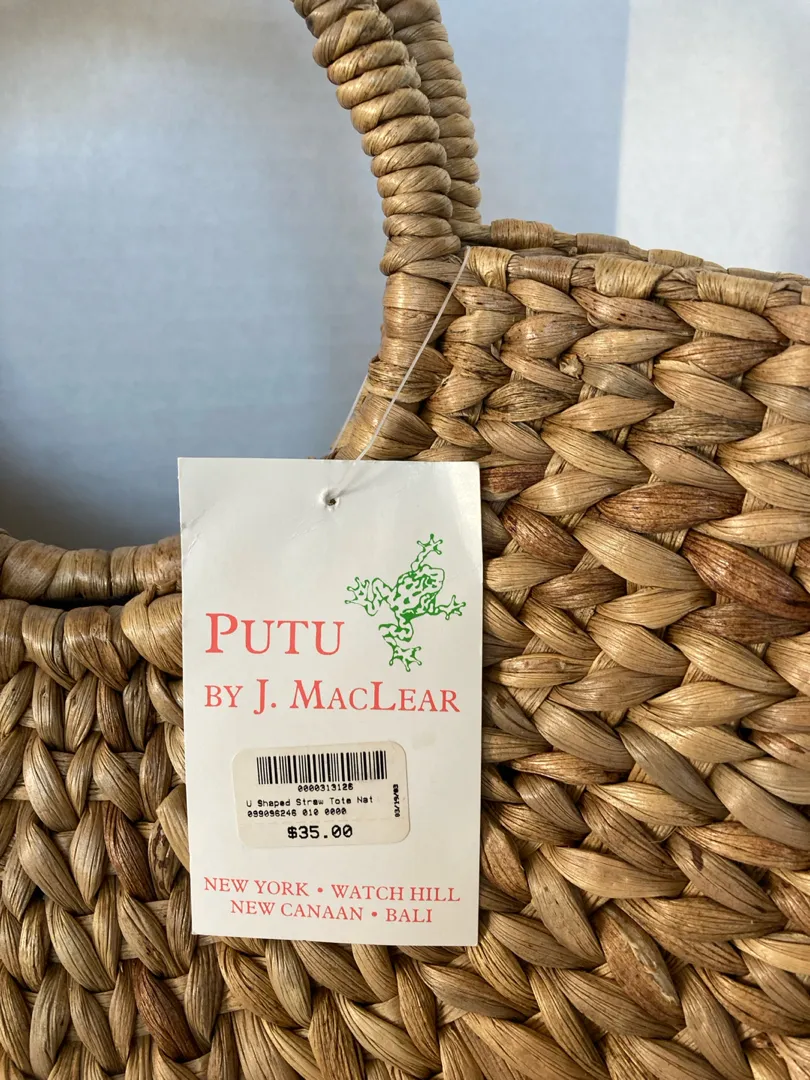 PUTU
BY J. MACLEAR
0000313126
U Shaped Straw Tote Nat
099096246 010 0000
$35.00
NEW YORK • WATCH HILL
NEW CANAAN • BALI